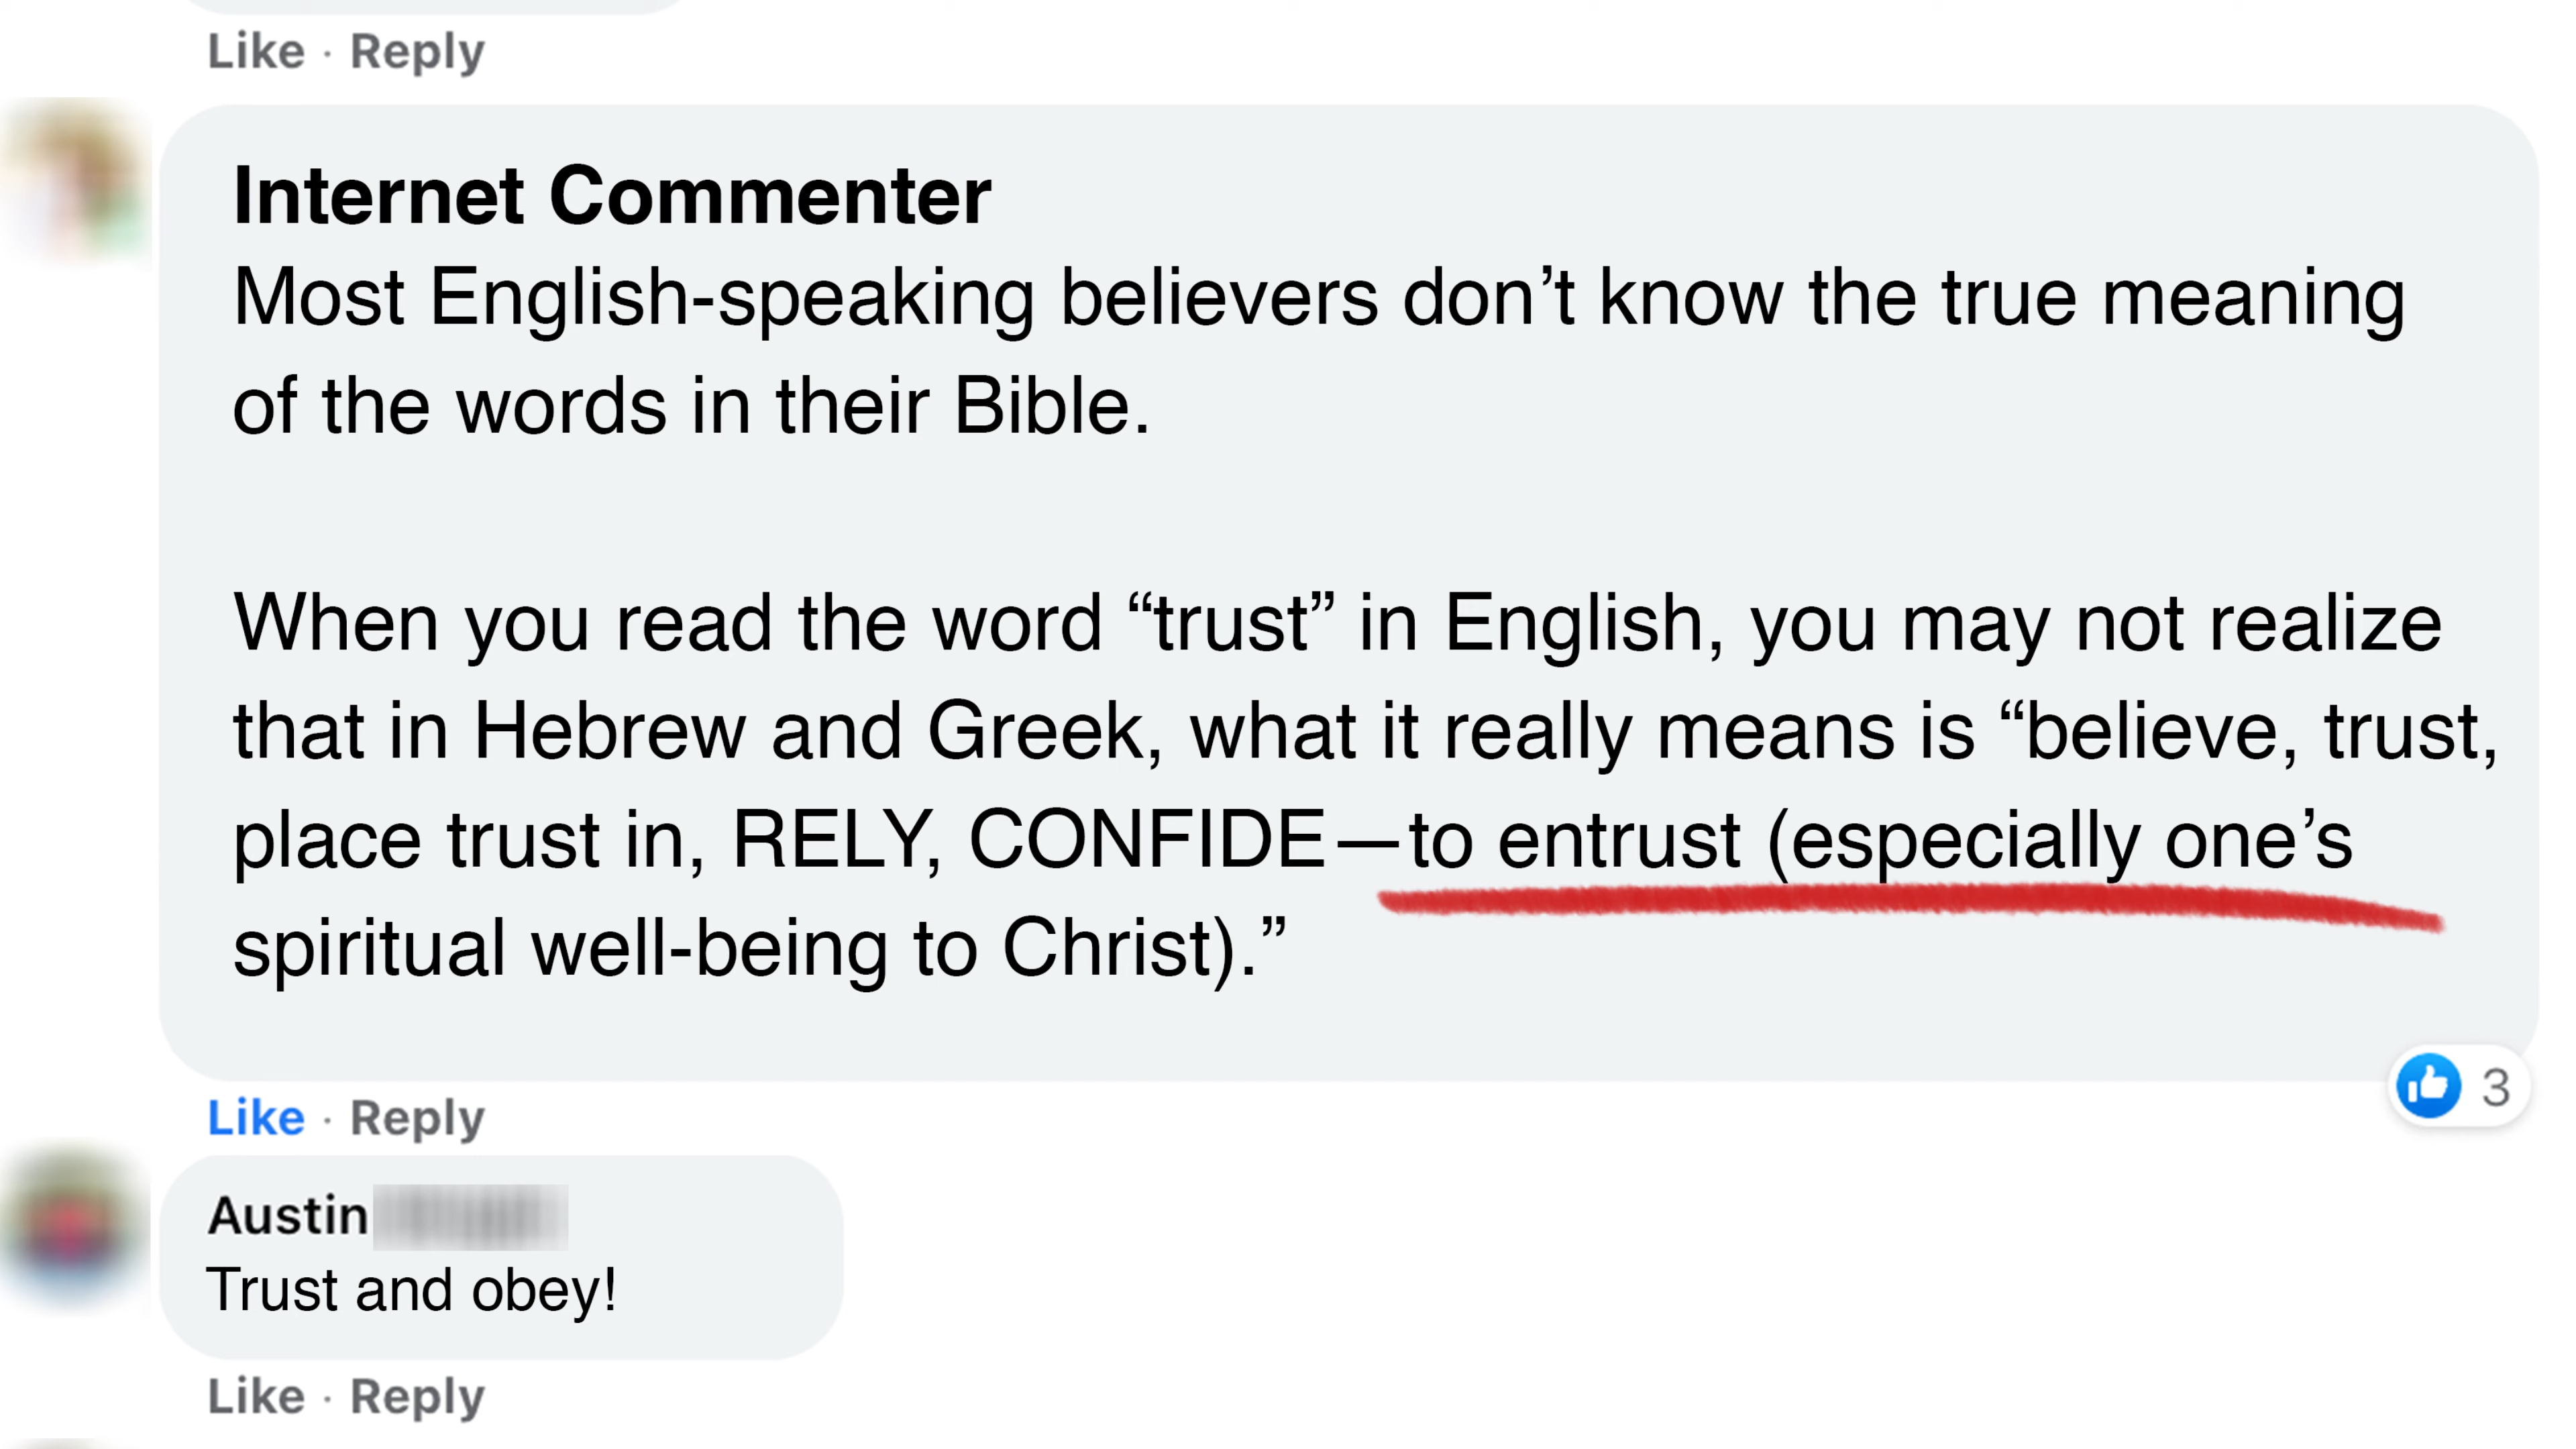 Like · Reply
Internet Commenter
Most English-speaking believers don’t know the true meaning
of the words in their Bible.
When you read the word “trust” in English, you may not realize
that in Hebrew and Greek, what it really means is “believe, trust,
place trust in, RELY, CONFIDE—to entrust (especially one’s
spiritual well-being to Christ).”
3
Like · Reply
Austin
Trust and obey!
Like · Reply